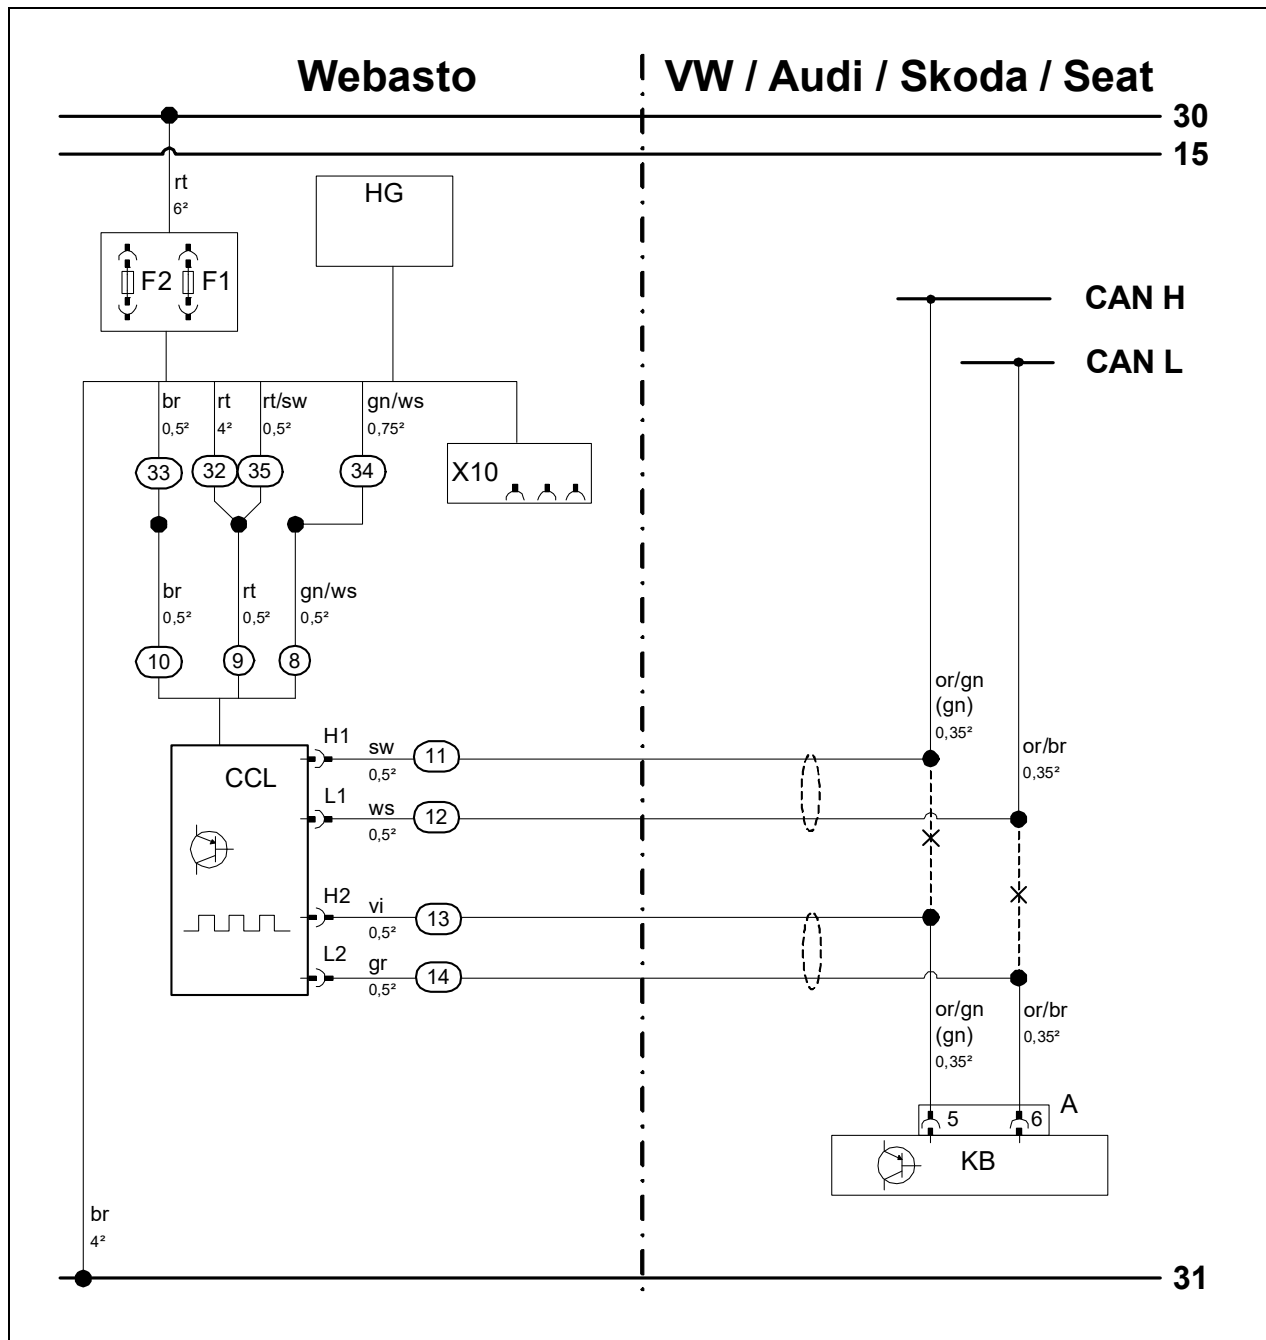 Webasto
VW / Audi / Skoda / Seat
30
15
rt
6²
HG
F2
F1
CAN H
CAN L
br
rt
rt/sw
gn/ws
0,5²
4²
0,5²
0,75²
33
32
35
34
X10
br
rt
gn/ws
0,5²
0,5²
0,5²
10
9
8
or/gn
(gn)
0,35²
or/br
0,35²
H1
sw
11
0,5²
CCL
L1
ws
12
0,5²
H2
vi
13
0,5²
L2
gr
14
0,5²
or/gn
(gn)
0,35²
or/br
0,35²
A
5
6
KB
br
4²
31